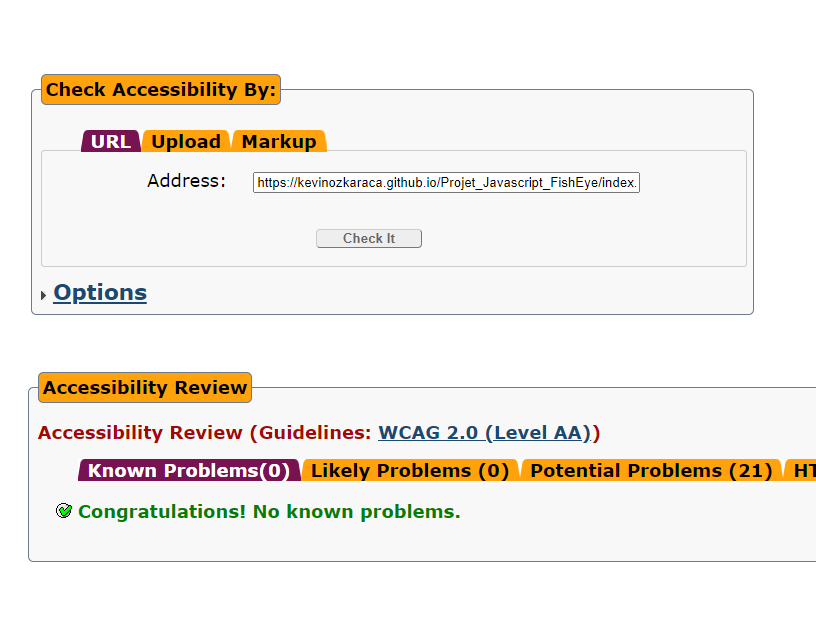 Check Accessibility By:
URL Upload Markup
Address: https://kevinozkaraca.github.io/Projet_Javascript_FishEye/index.
Check It
Options
Accessibility Review
Accessibility Review (Guidelines: WCAG 2.0 (Level AA))
Known Problems(0) Likely Problems (0) Potential Problems (21) HT
Congratulations! No known problems.